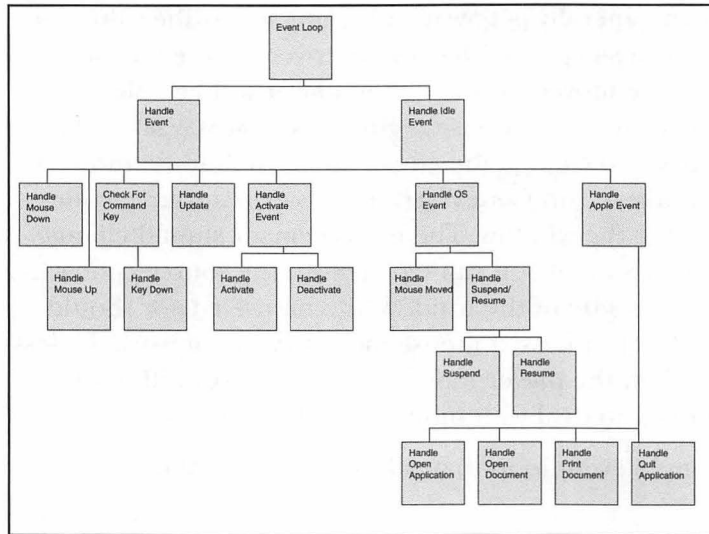 Event Loop
Handle
Event
Handle Idle
Event
Handle
Mouse
Down
Check For
Command
Key
Handle
Update
Handle
Activate
Event
Handle OS
Event
Handle
Apple Event
Handle
Mouse Up
Handle
Key Down
Handle
Activate
Handle
Deactivate
Handle
Mouse Moved
Handle
Suspend/
Resume
Handle
Suspend
Handle
Resume
Handle
Open
Application
Handle
Open
Document
Handle
Print
Document
Handle
Quit
Application